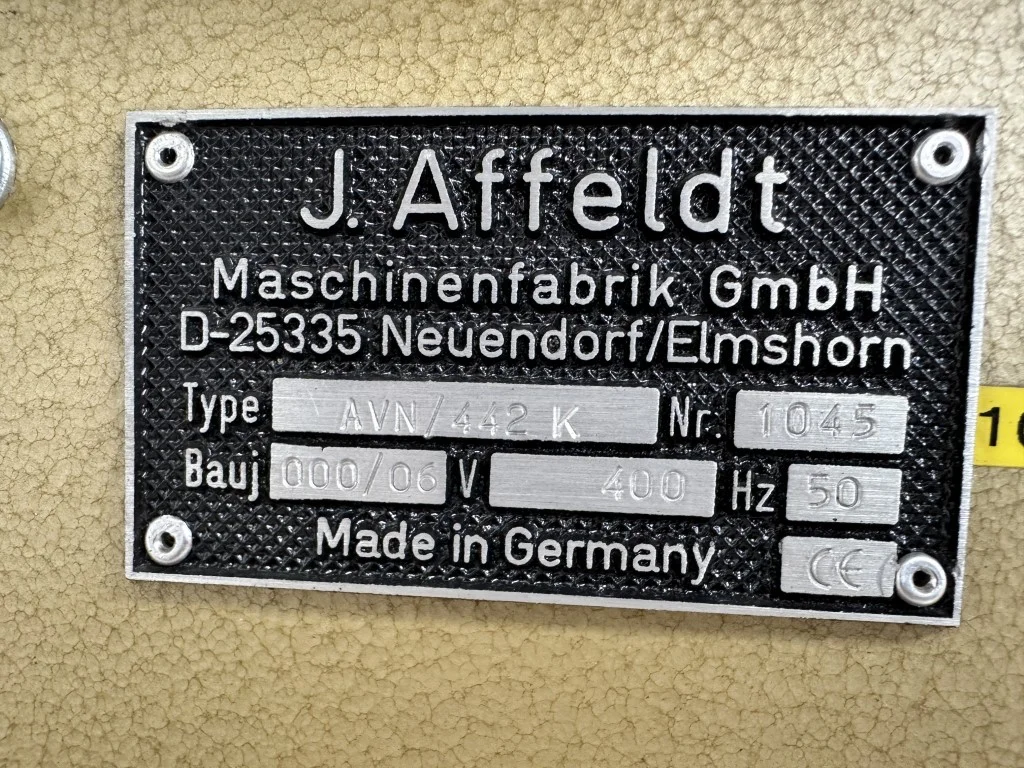 J. Affeldt
Maschinenfabrik GmbH
D-25335 Neuendorf/Elmshorn
Type AVN/442 K Nr. 1045
Bauj 000/06 V 400 Hz 50
Made in Germany CE